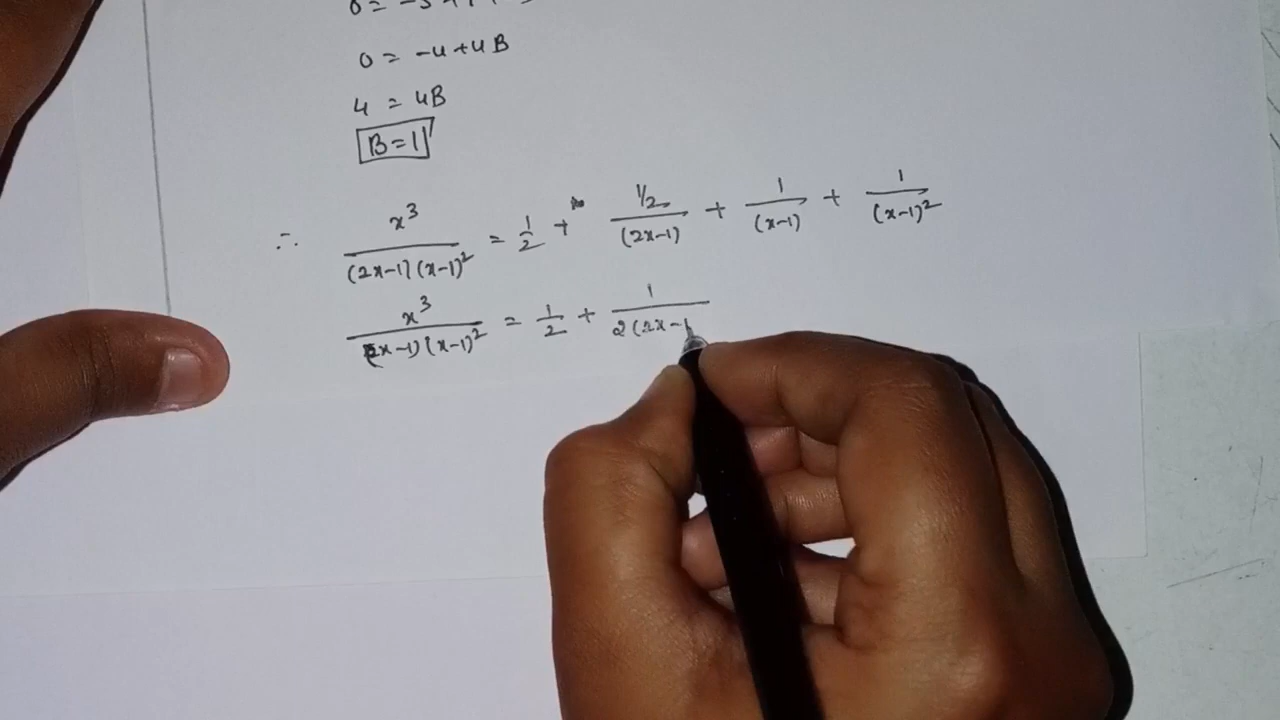 0 = -4 + 4B
4 = 4B
B = 1
∴ x³/((2x-1)(x-1)²) = 1/2 + (1/2)/(2x-1) + 1/(x-1) + 1/(x-1)²
x³/((2x-1)(x-1)²) = 1/2 + 1/(2(2x-1